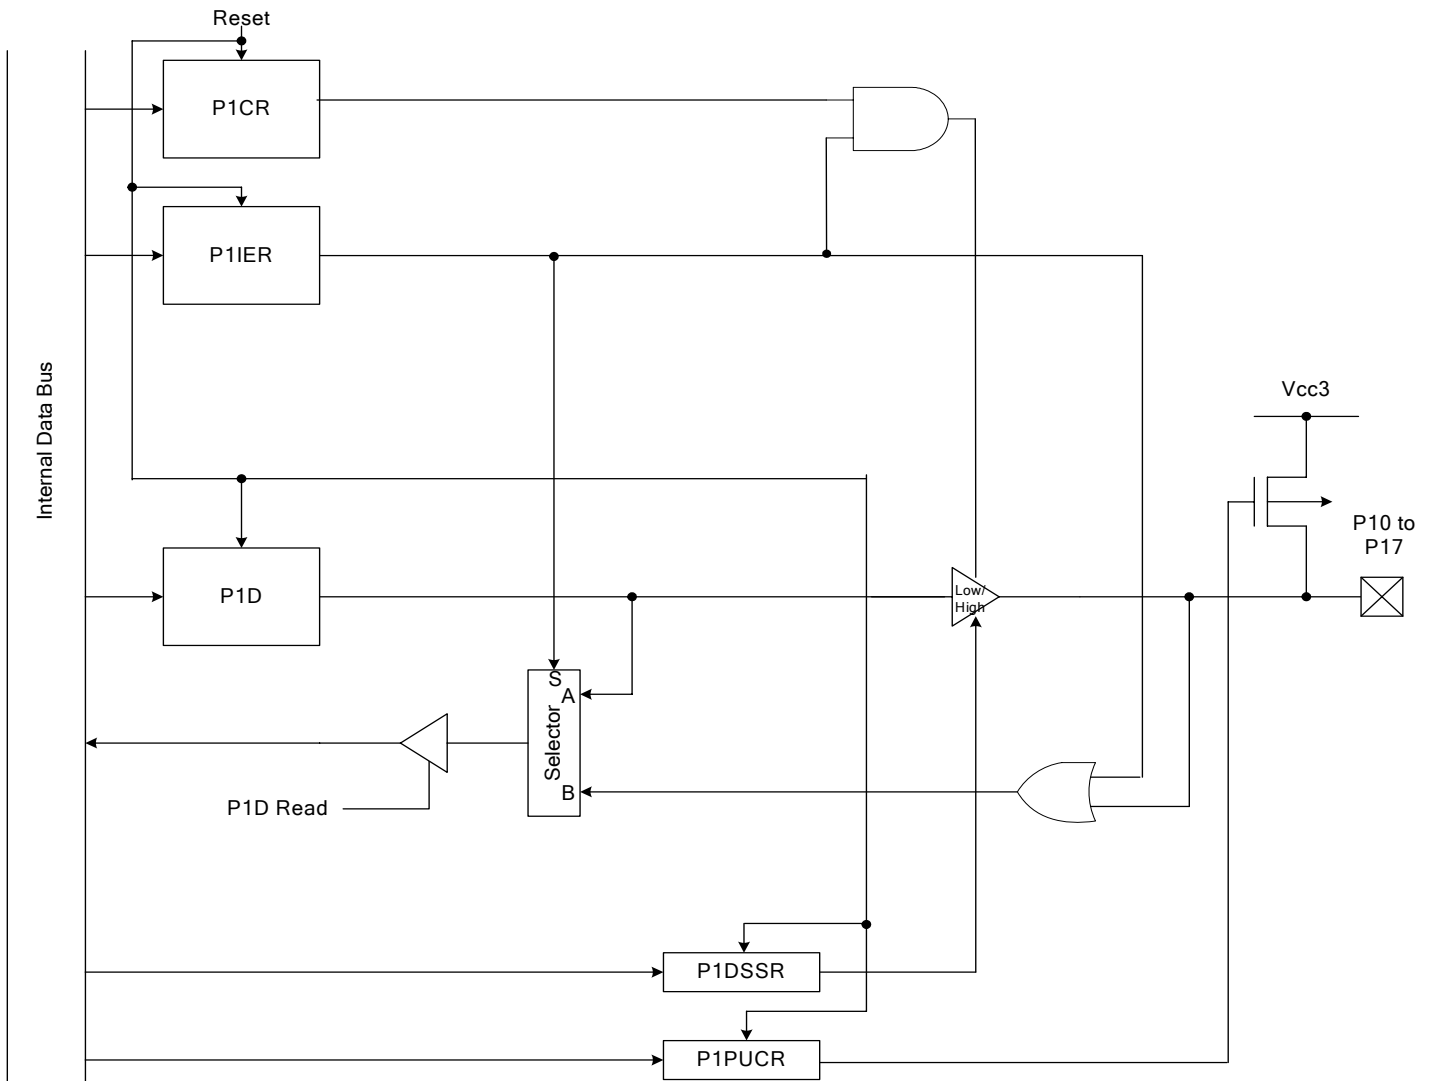 Reset
P1CR
P1IER
Internal Data Bus
Vcc3
P10 to
P17
P1D
Low/
High
S
A
Selector
B
P1D Read
P1DSSR
P1PUCR